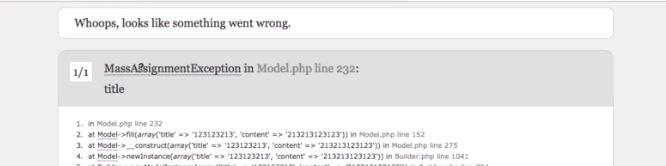 Whoops, looks like something went wrong.
1/1
MassAssignmentException in Model.php line 232:
title
1. in Model.php line 232
2. at Model->fill(array('title' => '123123213', 'content' => '213213123123')) in Model.php line 152
3. at Model->__construct(array('title' => '123123213', 'content' => '213213123123')) in Model.php line 275
4. at Model->newInstance(array('title' => '123123213', 'content' => '213213123123')) in Builder.php line 1041